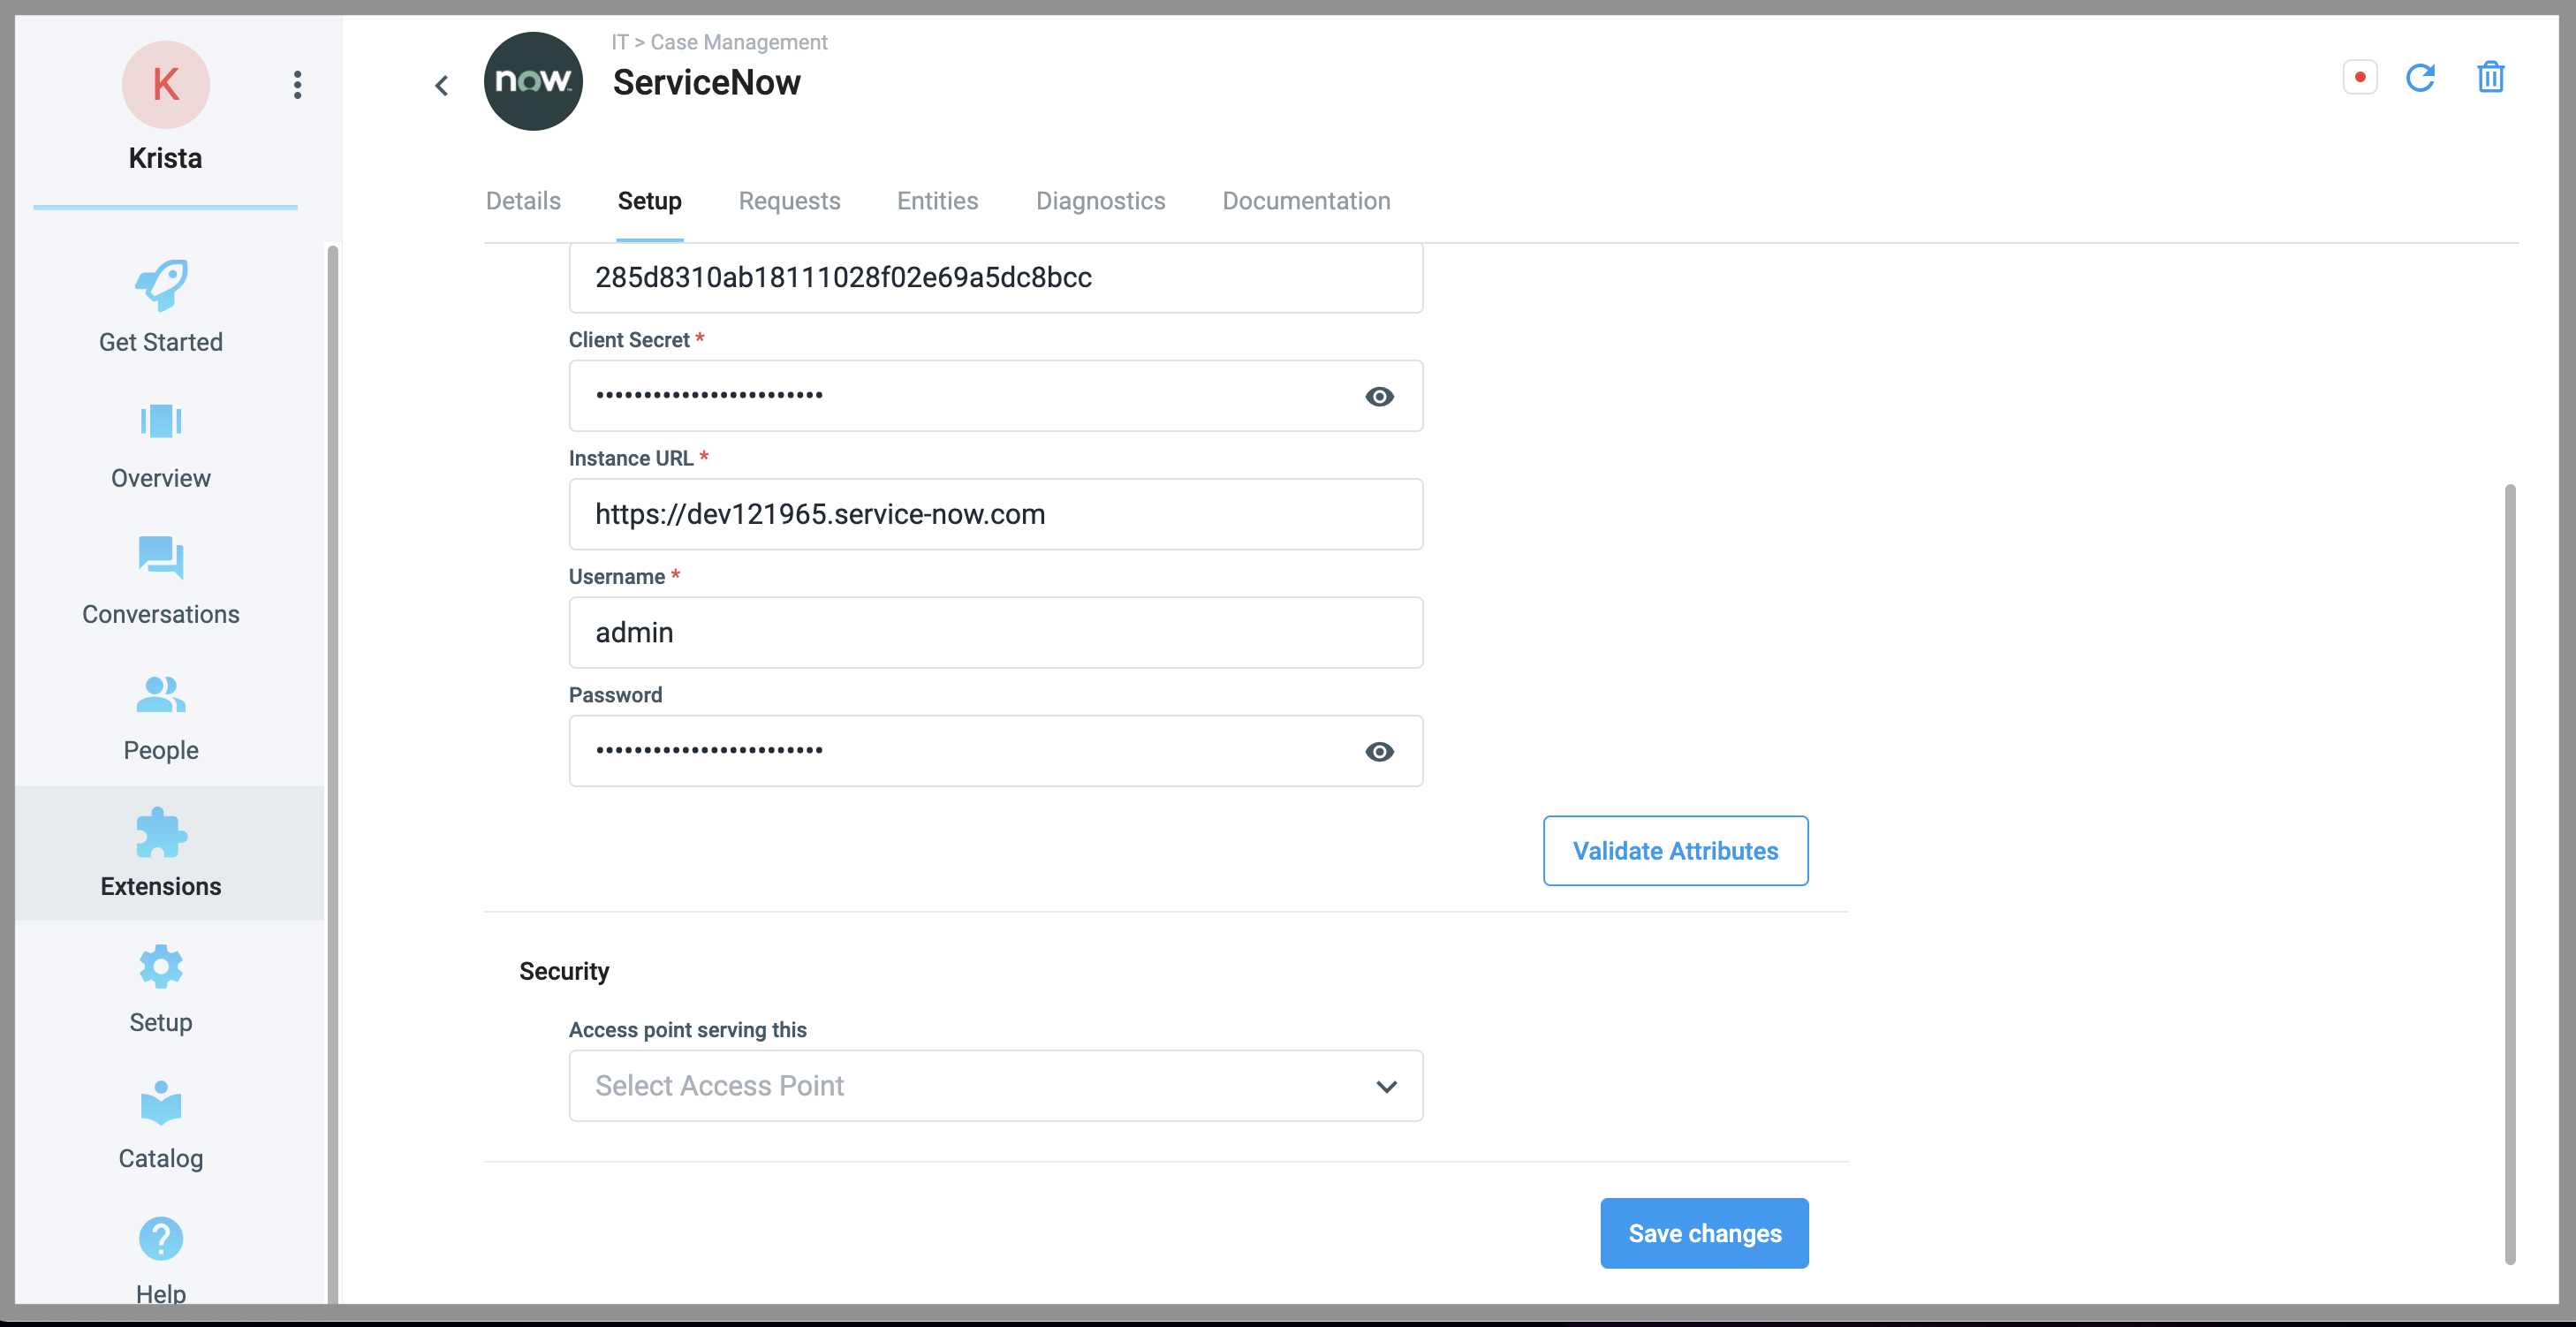 K
Krista
Get Started
Overview
Conversations
People
Extensions
Setup
Catalog
Help
now
IT > Case Management
ServiceNow
Details Setup Requests Entities Diagnostics Documentation
285d8310ab18111028f02e69a5dc8bcc
Client Secret *
••••••••••••••••••••••••
Instance URL *
https://dev121965.service-now.com
Username *
admin
Password
••••••••••••••••••••••••
Validate Attributes
Security
Access point serving this
Select Access Point
Save changes